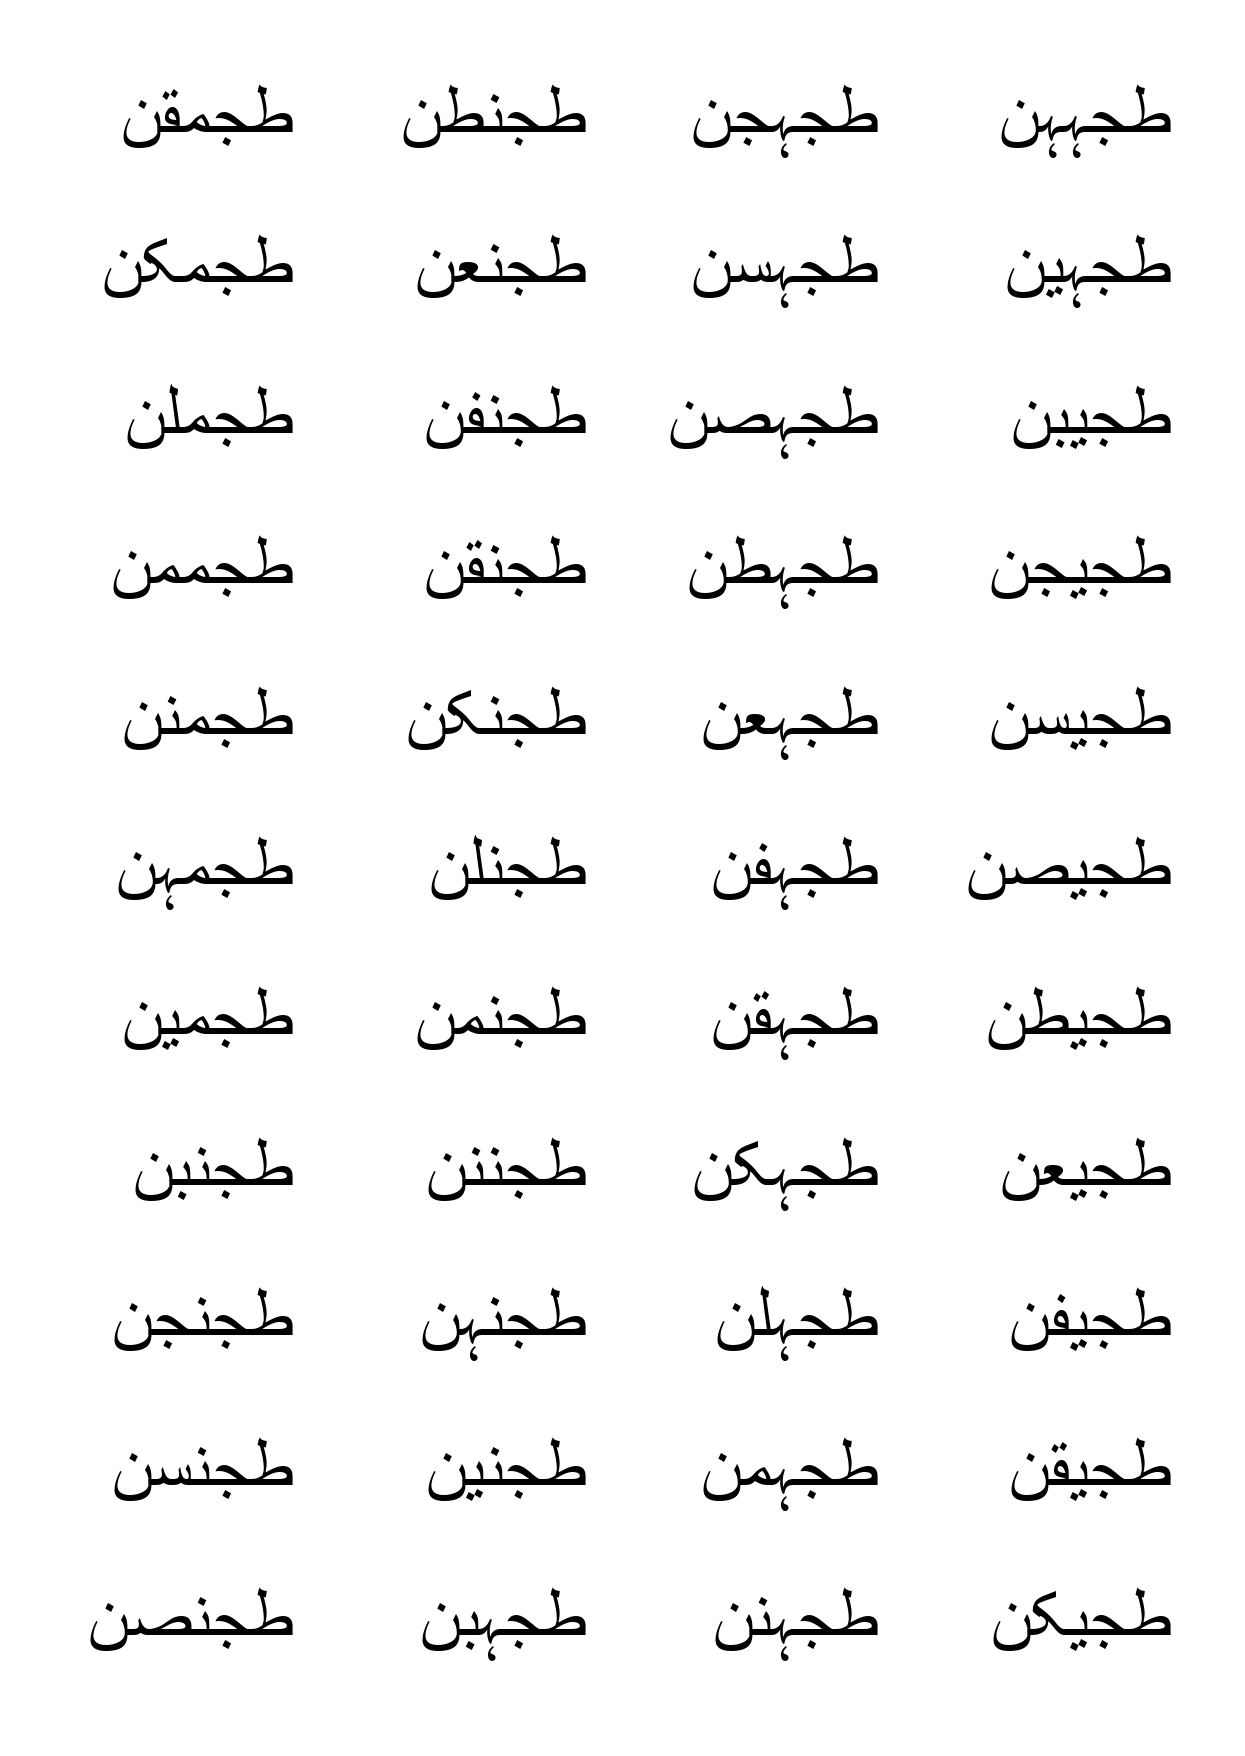 طجہہن طجہجن طجنطن طجمقن
طجہین طجہسن طجنعن طجمکن
طجیبن طجہصن طجنفن طجملن
طجیجن طجہطن طجنقن طجممن
طجیسن طجہعن طجنکن طجمنن
طجیصن طجہفن طجنلن طجمہن
طجیطن طجہقن طجنمن طجمین
طجیعن طجہکن طجننن طجنبن
طجیفن طجہلن طجنہن طجنجن
طجیقن طجہمن طجنین طجنسن
طجیکن طجہنن طجہبن طجنصن